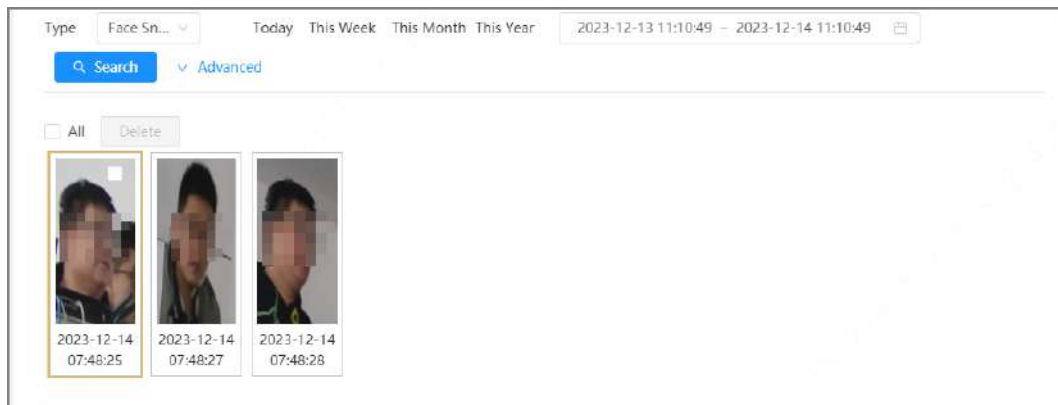 Type Face Sn... Today This Week This Month This Year 2023-12-13 11:10:49 – 2023-12-14 11:10:49
Search Advanced
All Delete
2023-12-14 07:48:25
2023-12-14 07:48:27
2023-12-14 07:48:28